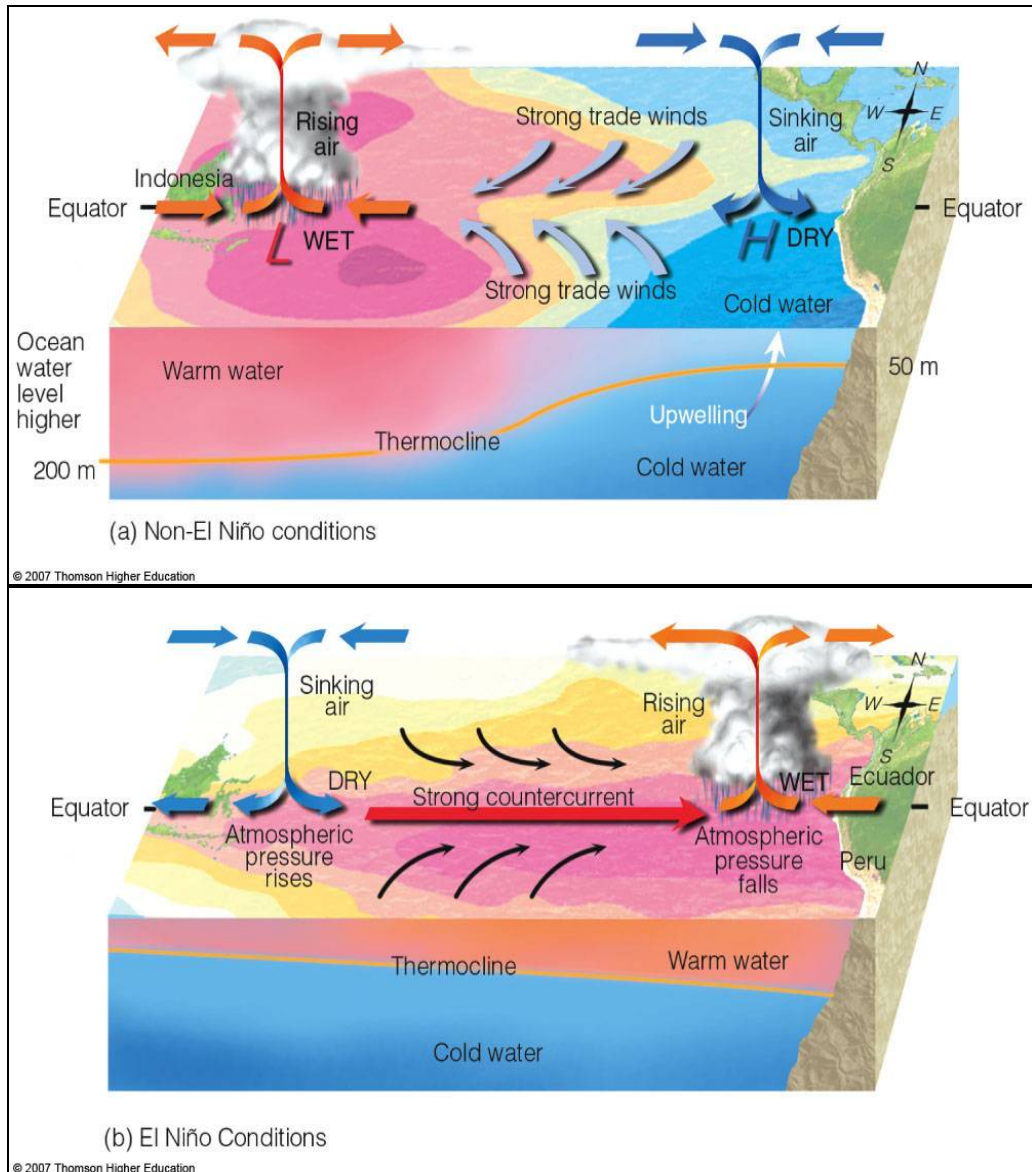 Rising
air
Strong trade winds
Sinking
air
N
W
E
S
Indonesia
Equator
L
WET
H
DRY
Equator
Strong trade winds
Cold water
Ocean
water
level
higher
Warm water
50 m
Upwelling
Thermocline
200 m
Cold water
(a) Non-El Niño conditions
© 2007 Thomson Higher Education
Sinking
air
Rising
air
N
W
E
S
DRY
WET
Ecuador
Equator
Strong countercurrent
Equator
Atmospheric
pressure
rises
Atmospheric
pressure
falls
Peru
Thermocline
Warm water
Cold water
(b) El Niño Conditions
© 2007 Thomson Higher Education